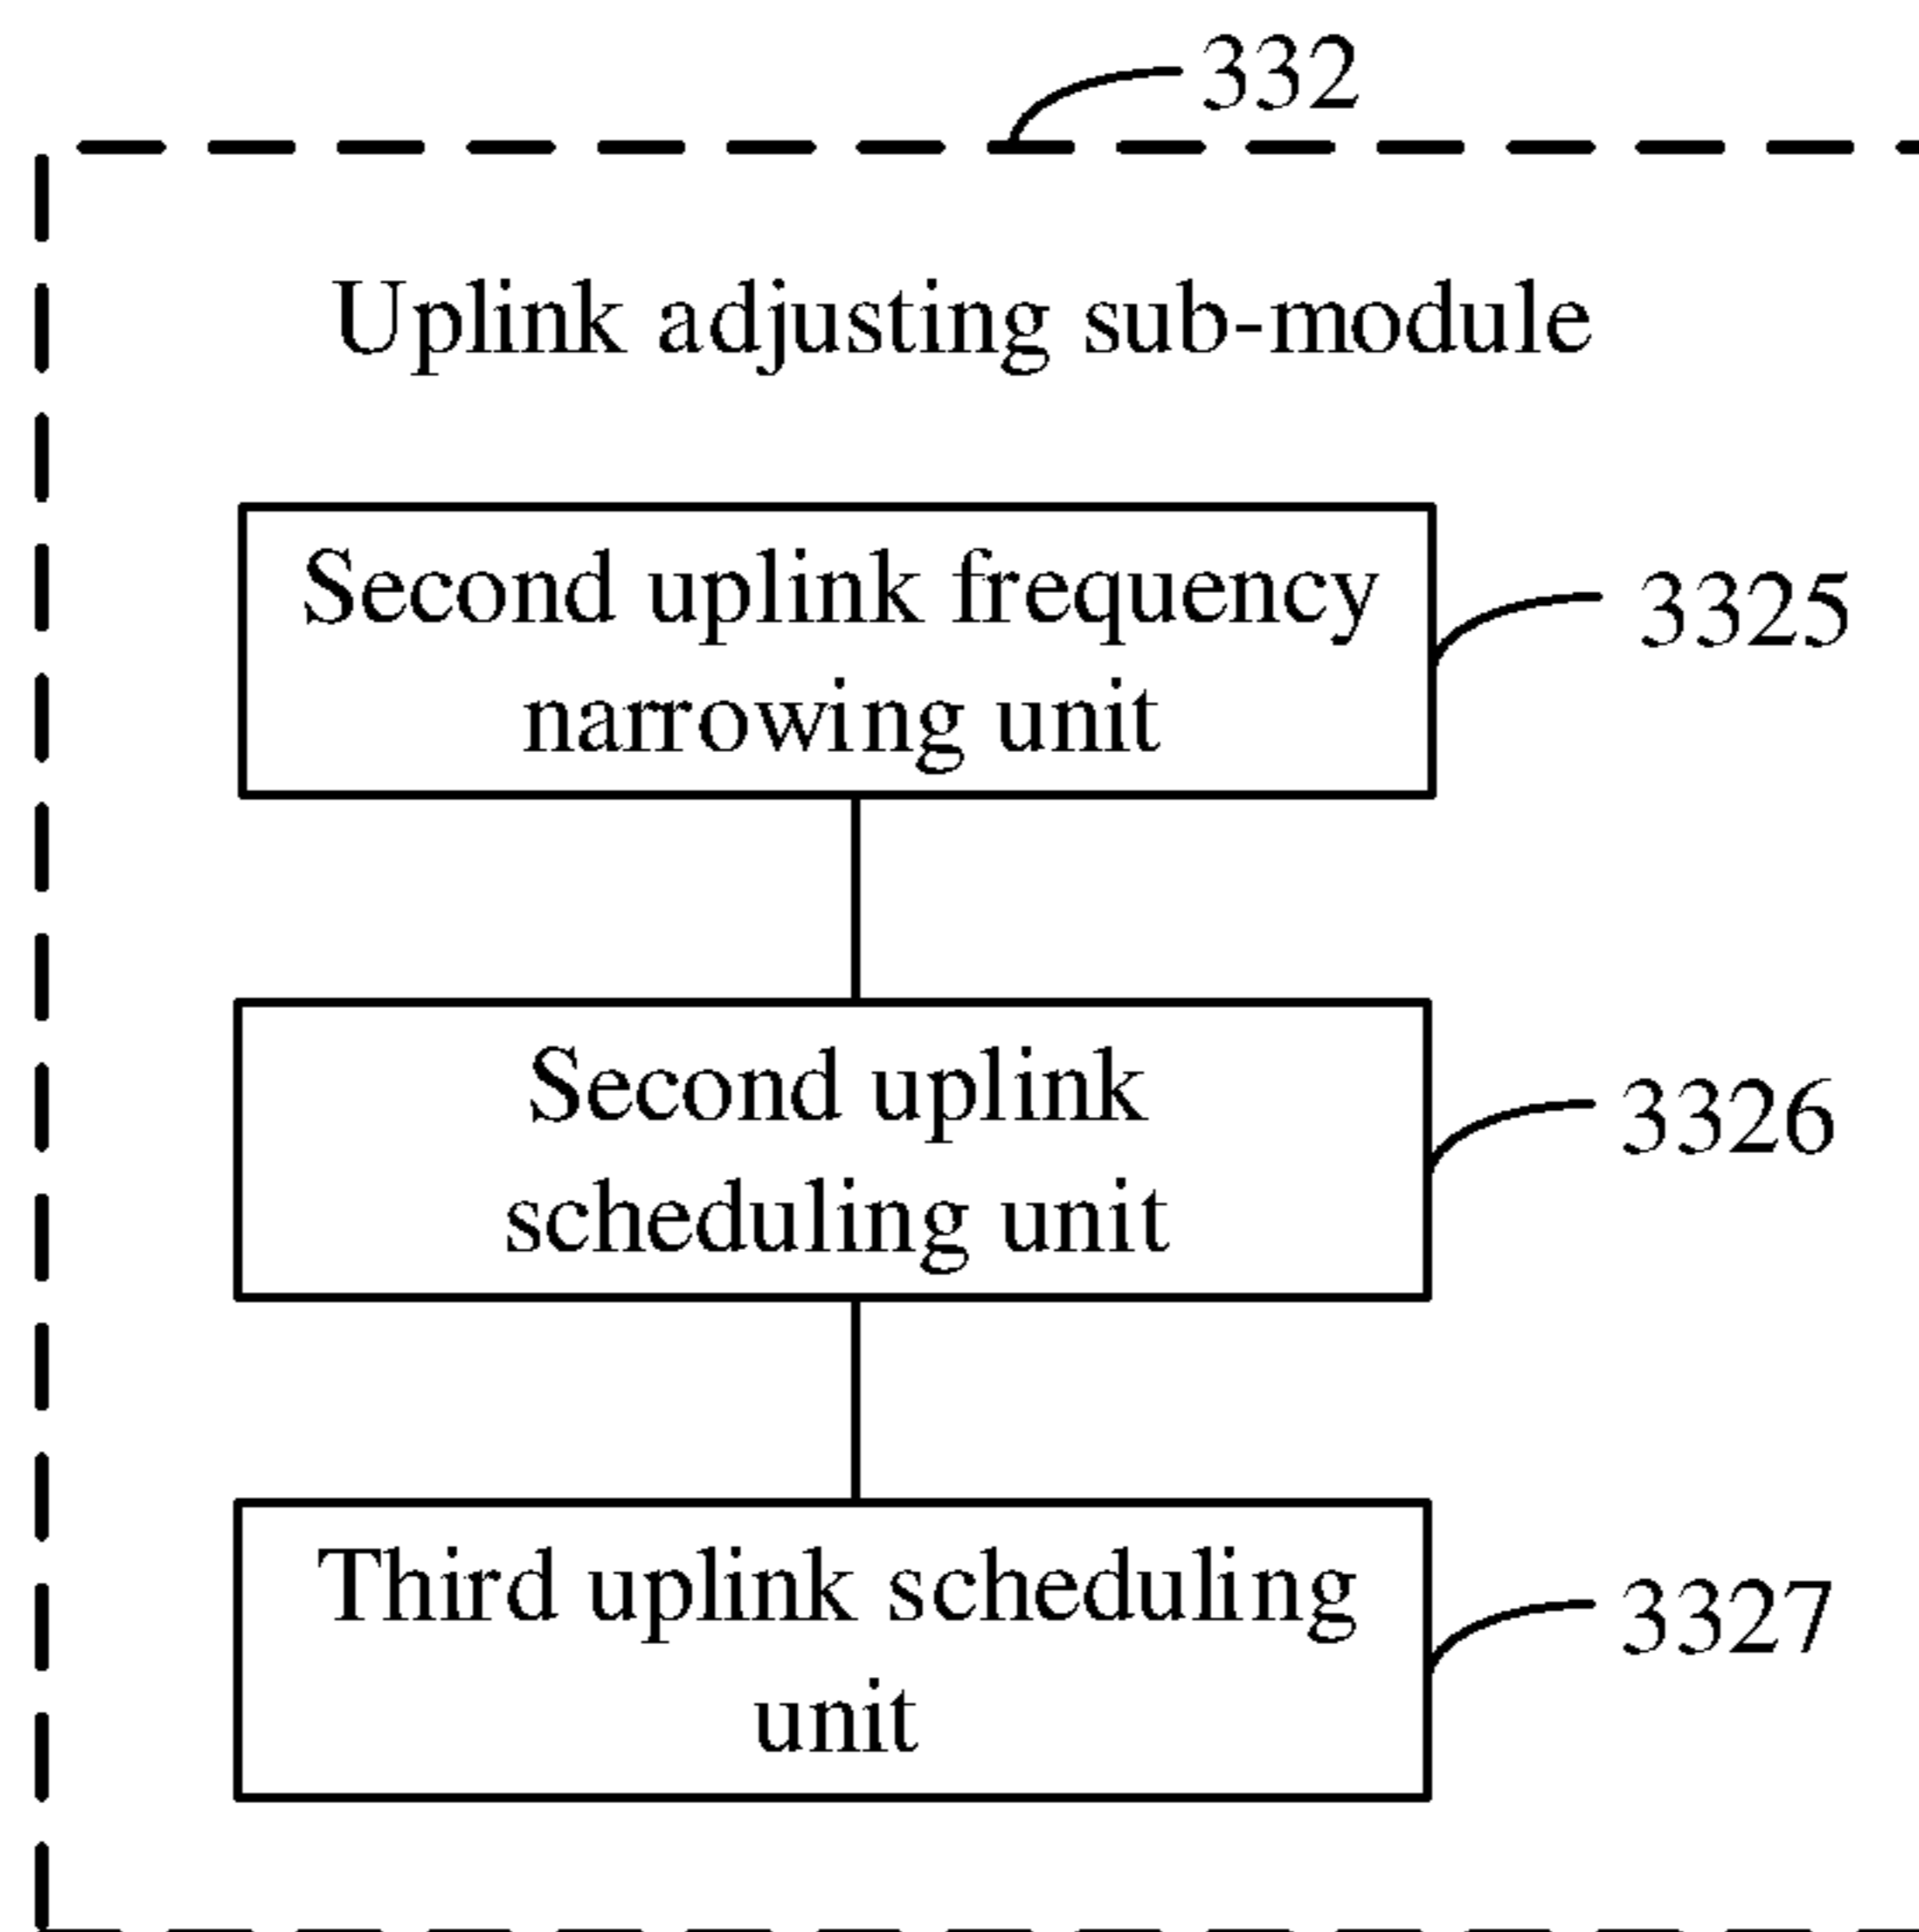 332
Uplink adjusting sub-module
Second uplink frequency
narrowing unit
3325
Second uplink
scheduling unit
3326
Third uplink scheduling
unit
3327